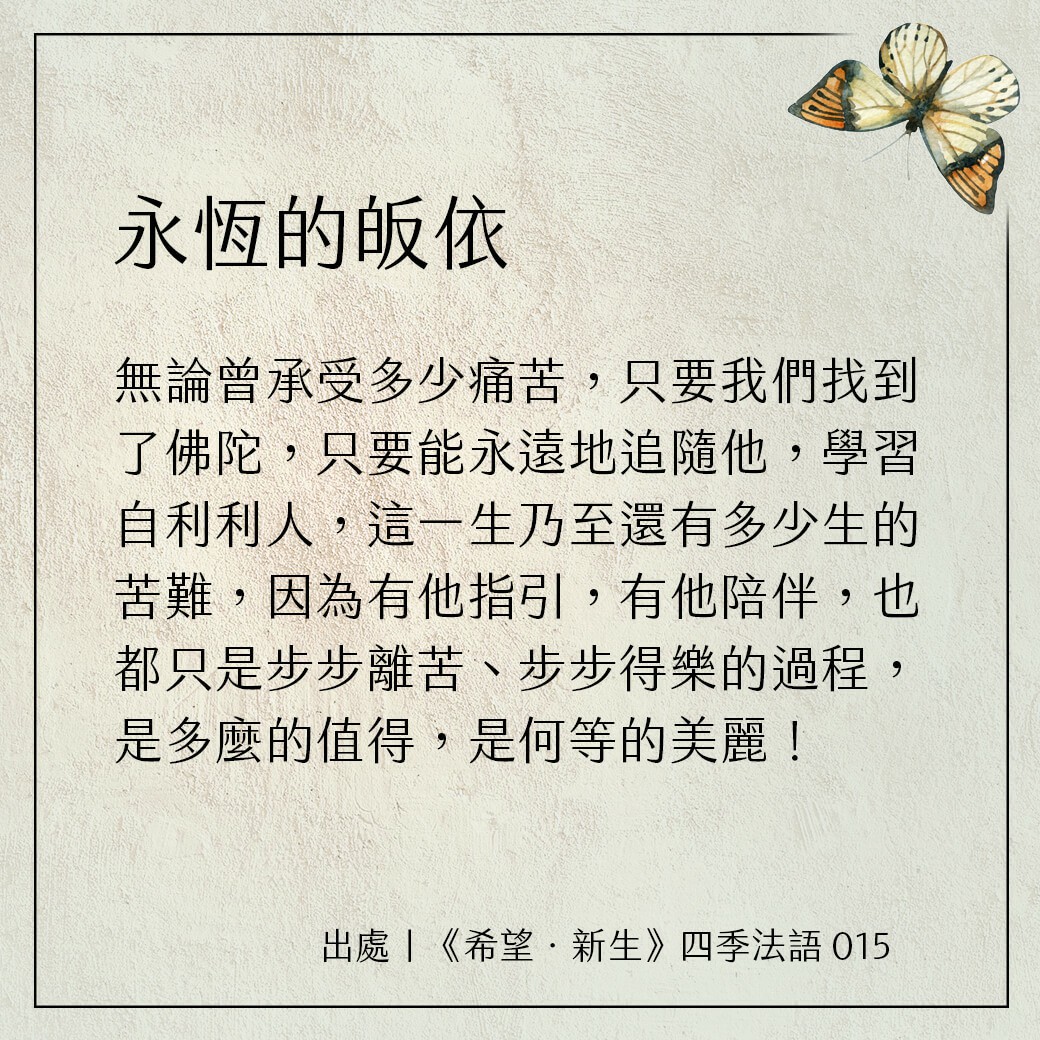 永恆的皈依
無論曾承受多少痛苦，只要我們找到
了佛陀，只要能永遠地追隨他，學習
自利利人，這一生乃至還有多少生的
苦難，因為有他指引，有他陪伴，也
都只是步步離苦、步步得樂的過程，
是多麼的值得，是何等的美麗！
出處｜《希望．新生》四季法語 015